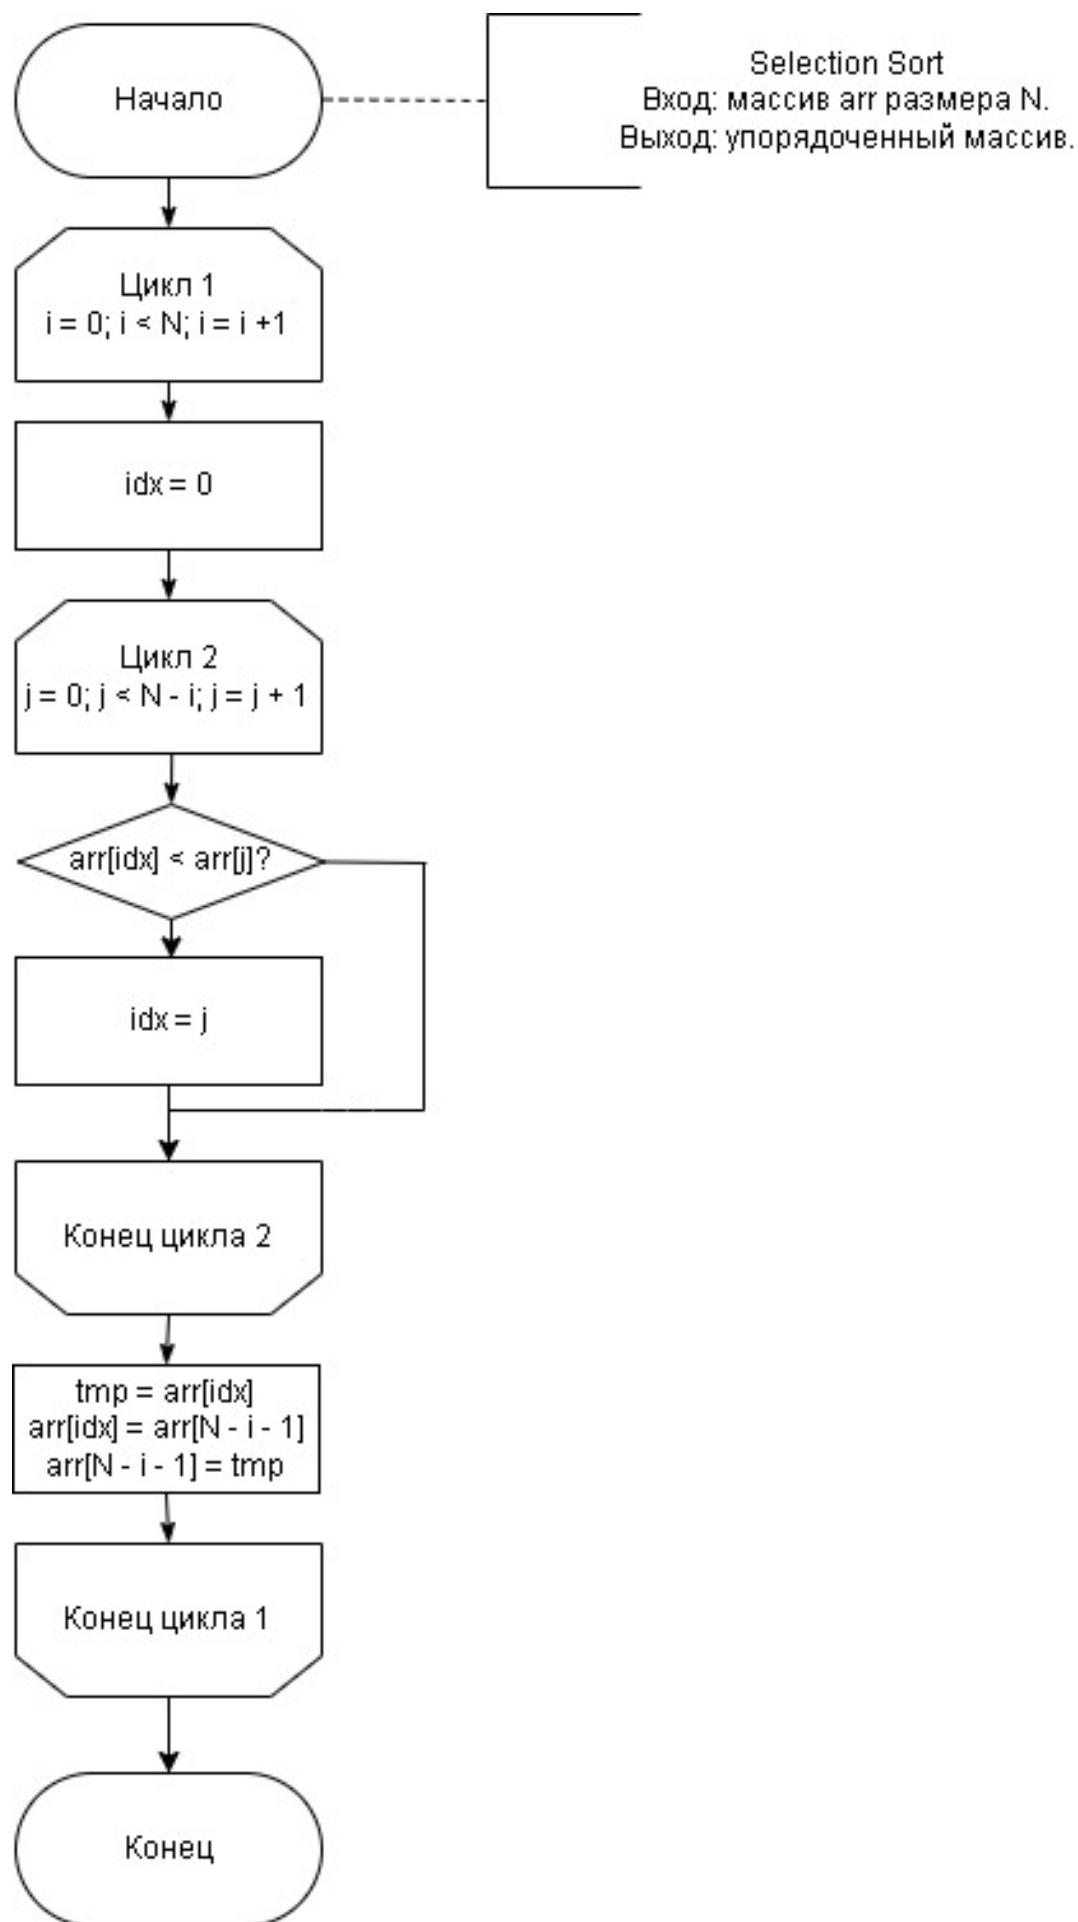 Начало
Selection Sort
Вход: массив arr размера N.
Выход: упорядоченный массив.
Цикл 1
i = 0; i < N; i = i +1
idx = 0
Цикл 2
j = 0; j < N - i; j = j + 1
arr[idx] < arr[j]?
idx = j
Конец цикла 2
tmp = arr[idx]
arr[idx] = arr[N - i - 1]
arr[N - i - 1] = tmp
Конец цикла 1
Конец